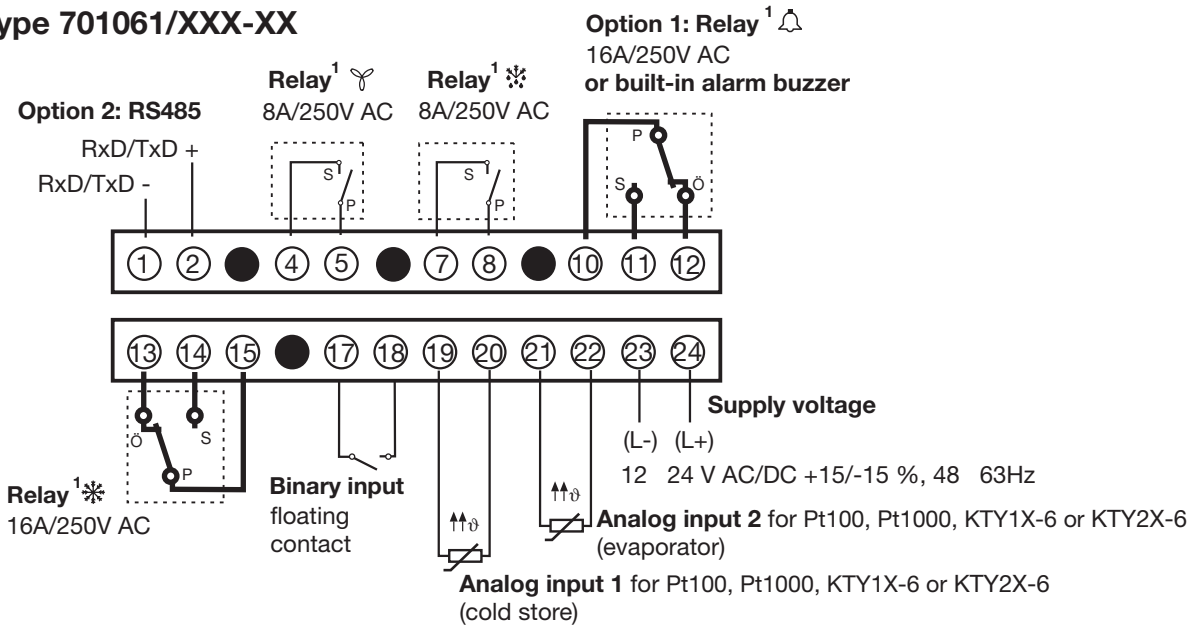 ype 701061/XXX-XX
Option 1: Relay 1
16A/250V AC
or built-in alarm buzzer
Relay 1
8A/250V AC
Relay 1
8A/250V AC
Option 2: RS485
RxD/TxD +
RxD/TxD -
S
P
S
P
P
S
Ö
1 2 4 5 7 8 10 11 12
13 14 15 17 18 19 20 21 22 23 24
Ö
S
P
Relay 1
16A/250V AC
Binary input
floating
contact
Supply voltage
(L-) (L+)
12 24 V AC/DC +15/-15 %, 48 63Hz
ϑ
Analog input 2 for Pt100, Pt1000, KTY1X-6 or KTY2X-6
(evaporator)
ϑ
Analog input 1 for Pt100, Pt1000, KTY1X-6 or KTY2X-6
(cold store)